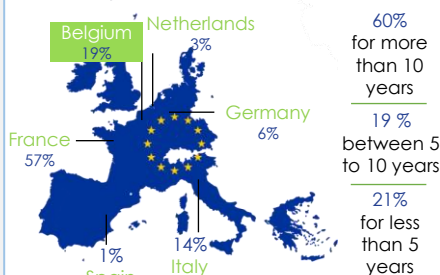 Belgium
19%
Netherlands
3%
Germany
6%
France
57%
1%
Spain
14%
Italy
60%
for more
than 10
years
19 %
between 5
to 10 years
21%
for less
than 5
years